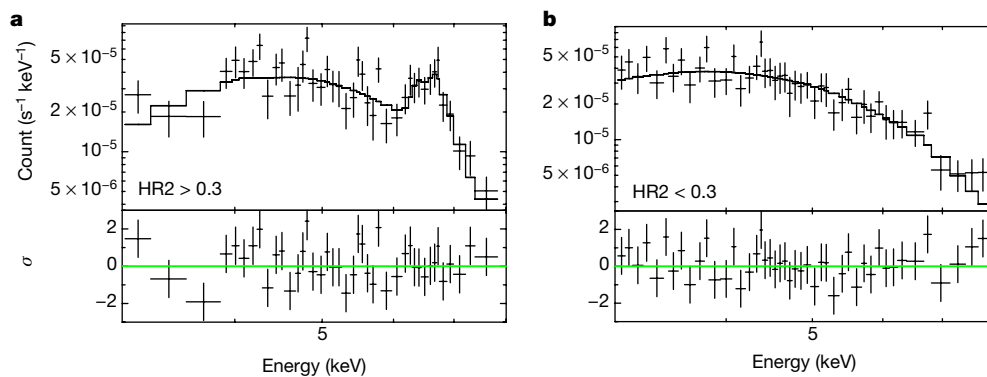 a
Count (s⁻¹ keV⁻¹)
5 × 10⁻⁵
2 × 10⁻⁵
10⁻⁵
5 × 10⁻⁶
HR2 > 0.3
σ
2
0
−2
5
Energy (keV)
b
5 × 10⁻⁵
2 × 10⁻⁵
10⁻⁵
5 × 10⁻⁶
HR2 < 0.3
2
0
−2
5
Energy (keV)